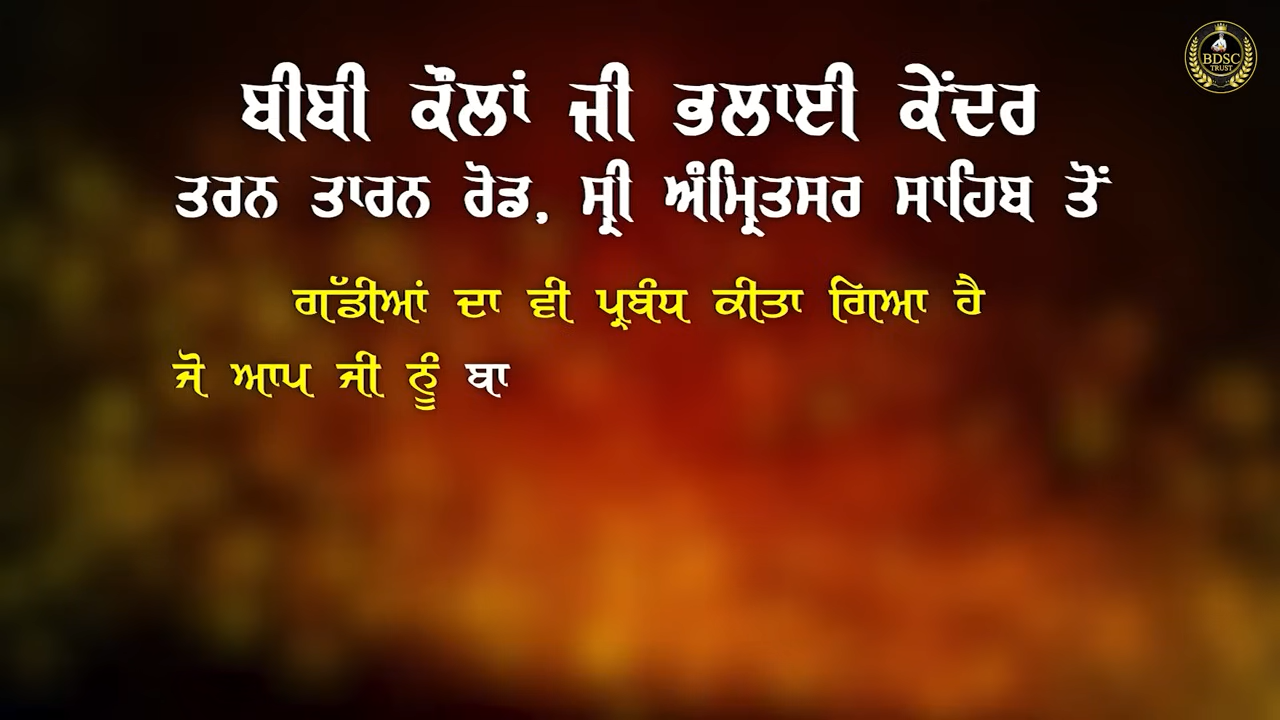 BDSC
TRUST
ਬੀਬੀ ਕੌਲਾਂ ਜੀ ਭਲਾਈ ਕੇਂਦਰ
ਤਰਨ ਤਾਰਨ ਰੋਡ, ਸ੍ਰੀ ਅੰਮ੍ਰਿਤਸਰ ਸਾਹਿਬ ਤੋਂ
ਗੱਡੀਆਂ ਦਾ ਵੀ ਪ੍ਰਬੰਧ ਕੀਤਾ ਗਿਆ ਹੈ
ਜੋ ਆਪ ਜੀ ਨੂੰ ਬਾ